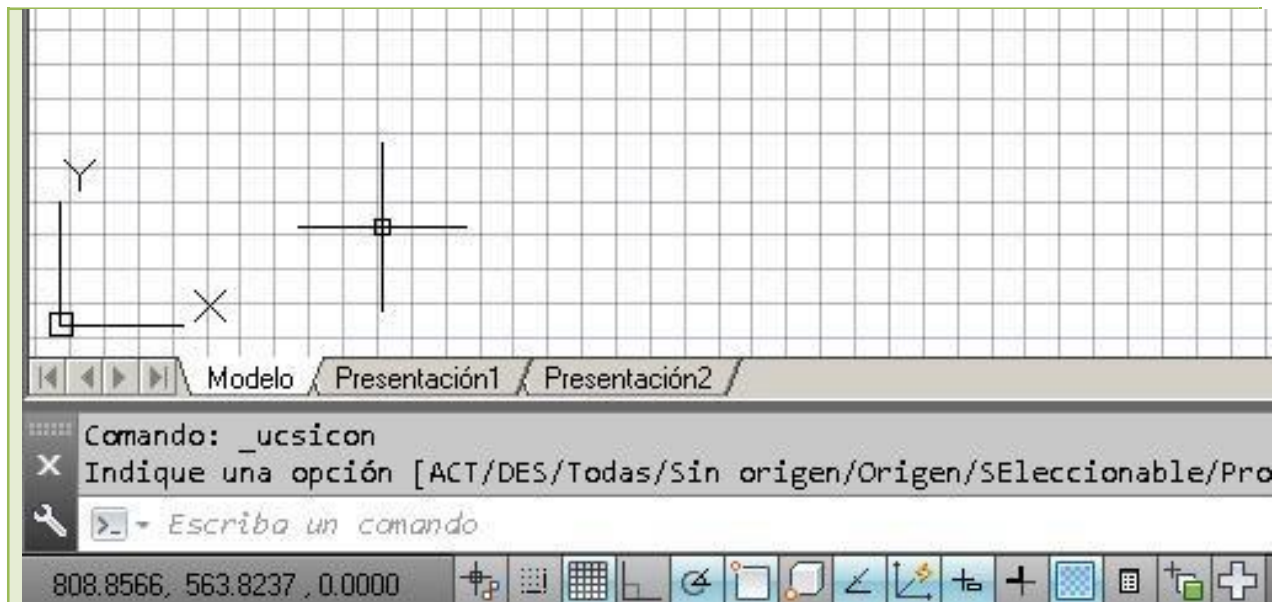 Y
X
Modelo Presentación1 Presentación2
Comando: _ucsicon
Indique una opción [ACT/DES/Todas/Sin origen/Origen/SEleccionable/Pro
Escriba un comando
808.8566, 563.8237 , 0.0000